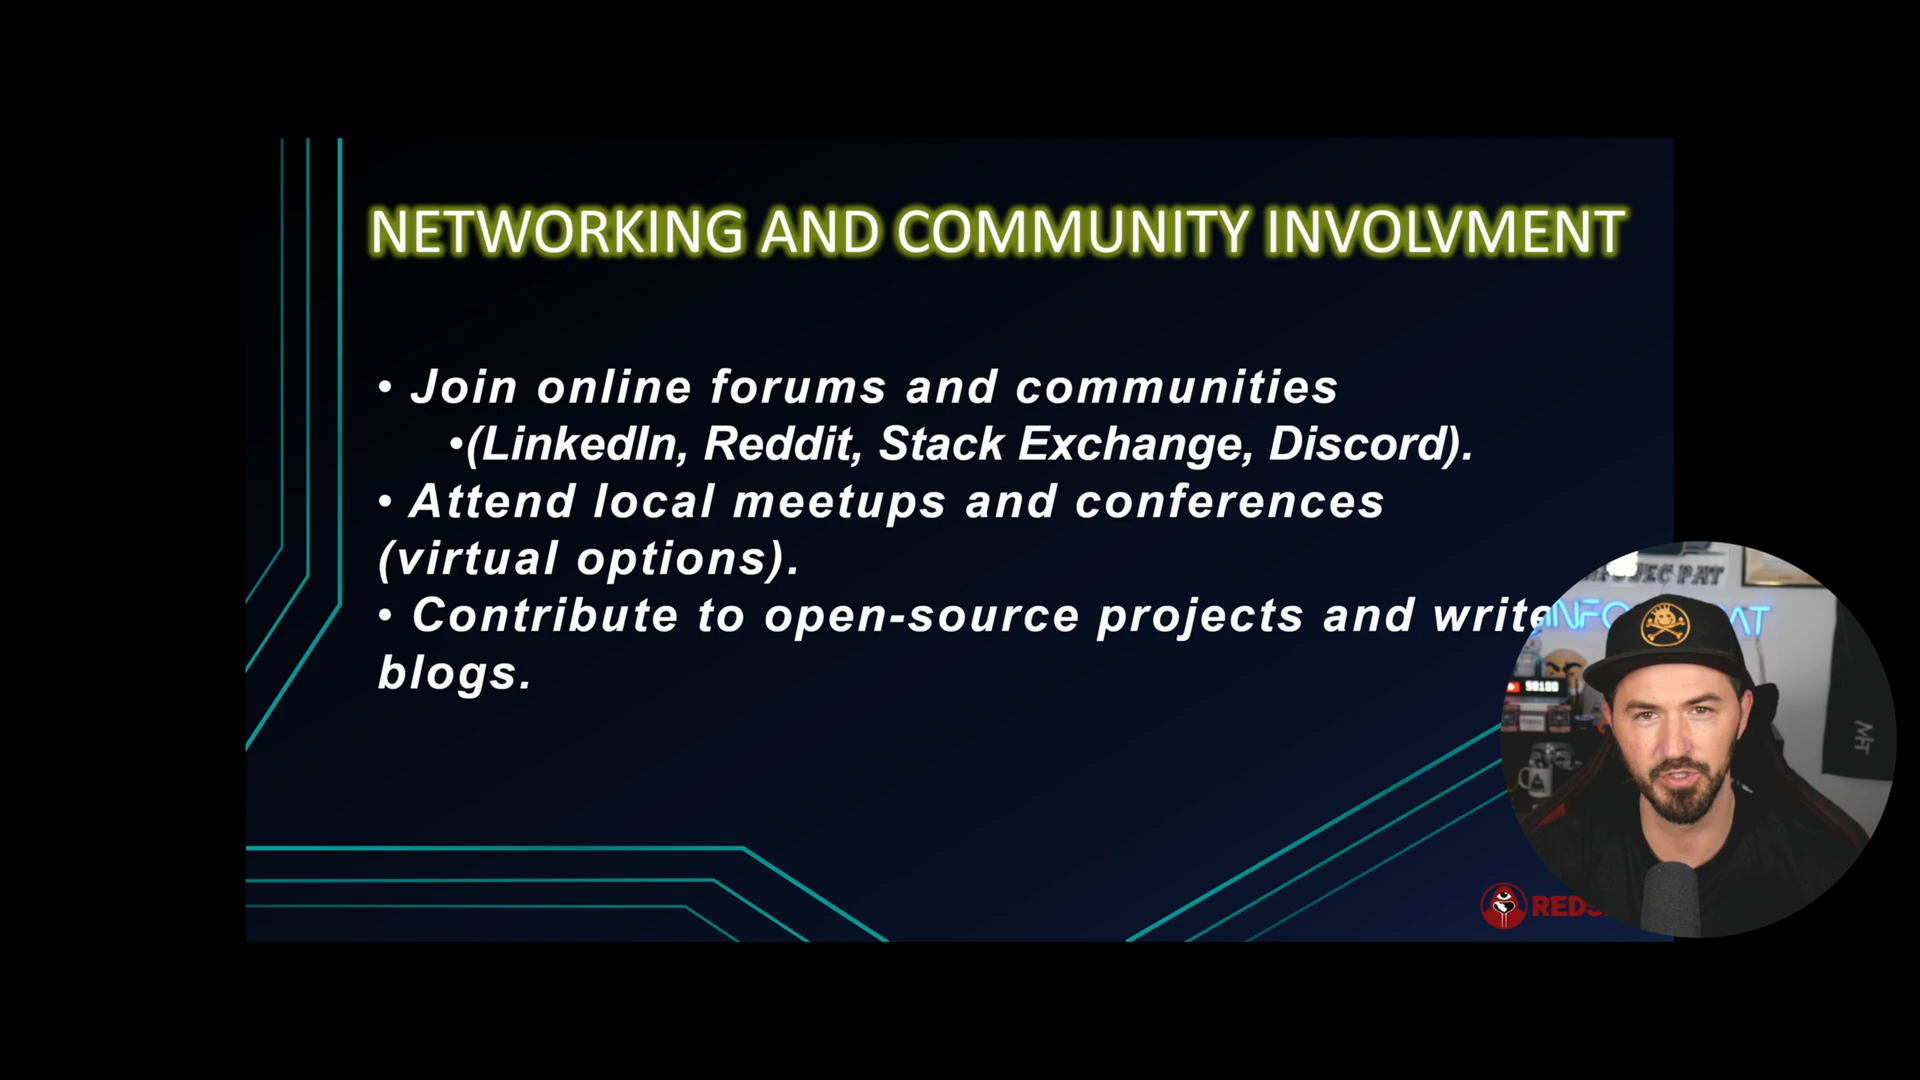 NETWORKING AND COMMUNITY INVOLVMENT
• Join online forums and communities
•(LinkedIn, Reddit, Stack Exchange, Discord).
• Attend local meetups and conferences
(virtual options).
• Contribute to open-source projects and write
blogs.
PAT